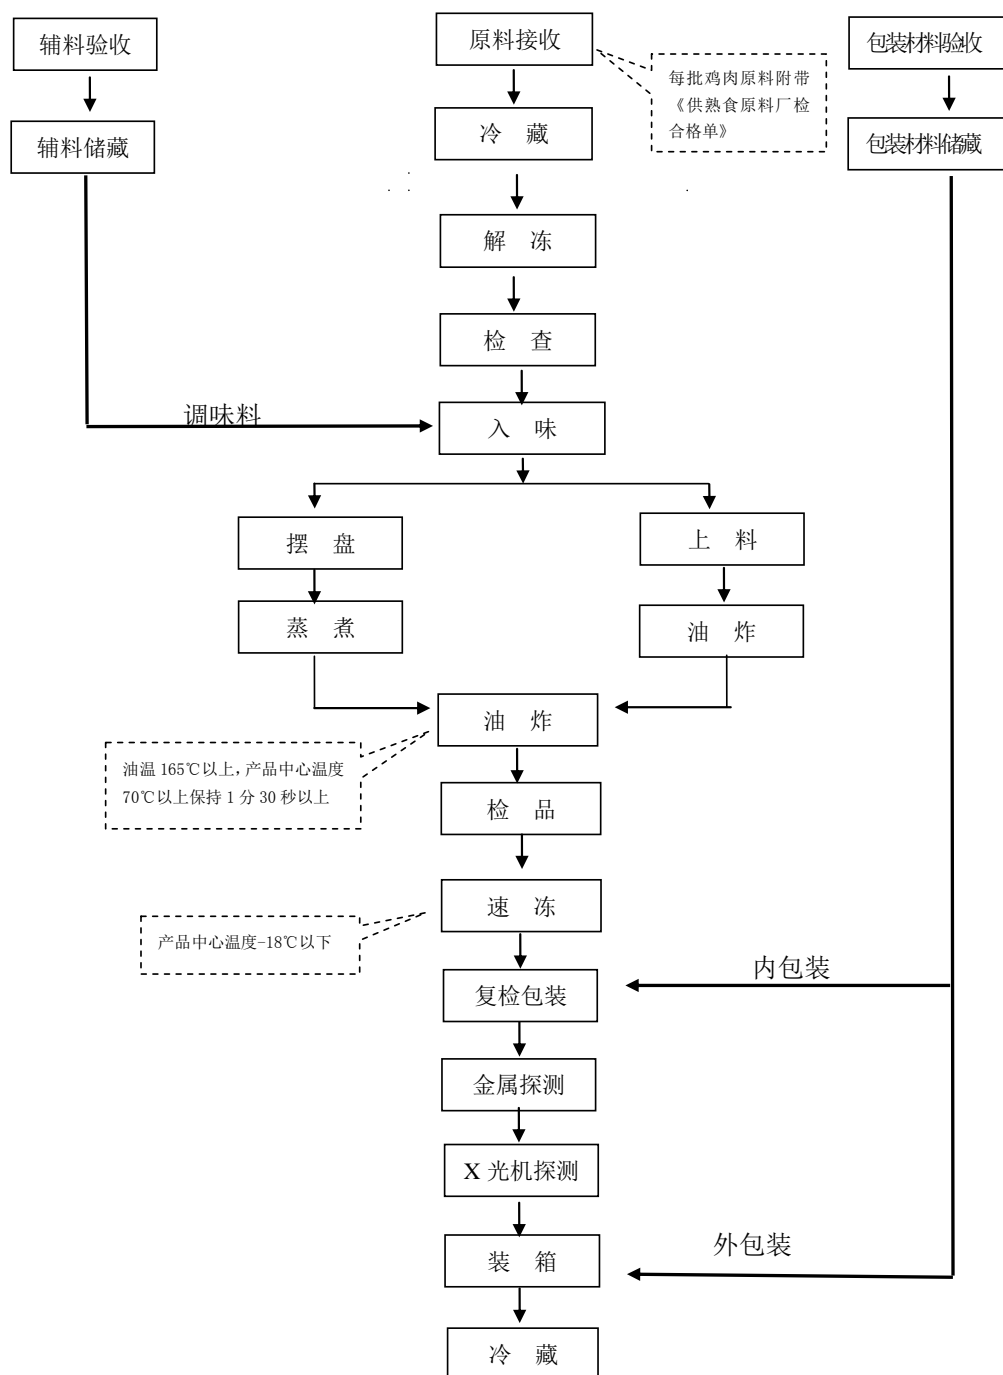 辅料验收
原料接收
包装材料验收
每批鸡肉原料附带
《供熟食原料厂检
合格单》
辅料储藏
冷 藏
包装材料储藏
解 冻
检 查
调味料
入 味
摆 盘
上 料
蒸 煮
油 炸
油 炸
油温 165℃以上,产品中心温度
70℃以上保持 1 分 30 秒以上
检 品
速 冻
产品中心温度-18℃以下
内包装
复检包装
金属探测
X 光机探测
外包装
装 箱
冷 藏